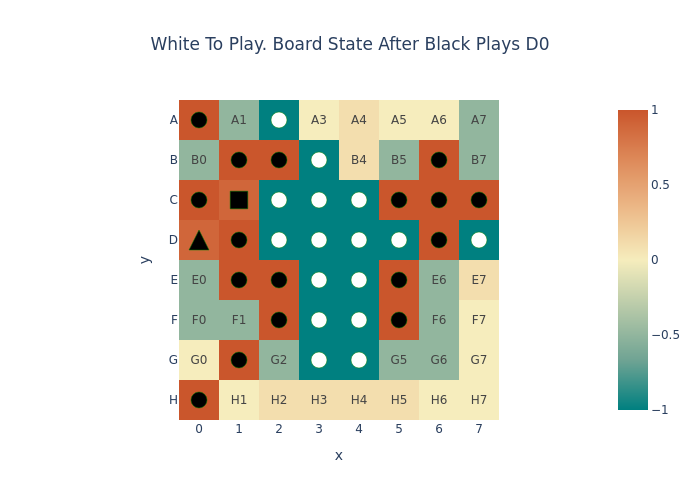 White To Play. Board State After Black Plays D0
A A1 A3 A4 A5 A6 A7 1
B B0 B4 B5 B7
C 0.5
D
y E E0 E6 E7 0
F F0 F1 F6 F7 −0.5
G G0 G2 G5 G6 G7
H H1 H2 H3 H4 H5 H6 H7 −1
0 1 2 3 4 5 6 7
x